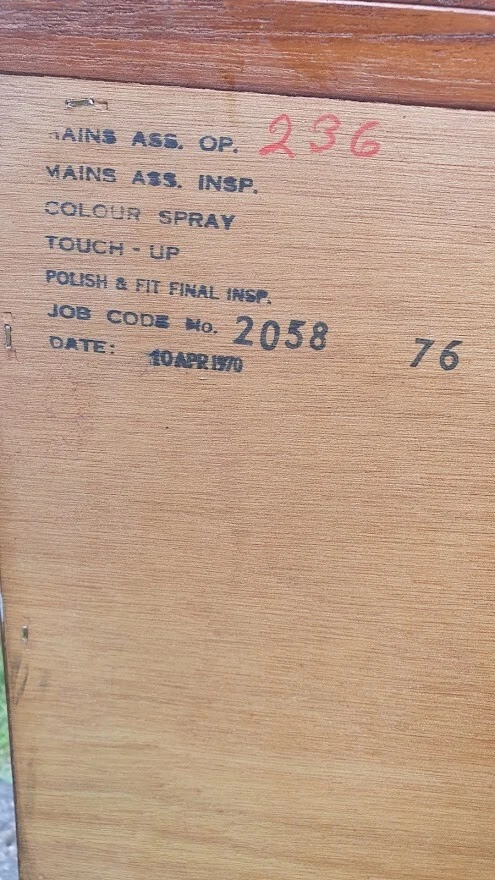 MAINS ASS. OP. 236
MAINS ASS. INSP.
COLOUR SPRAY
TOUCH - UP
POLISH & FIT FINAL INSP.
JOB CODE No. 2058 76
DATE: 10 APR 1970